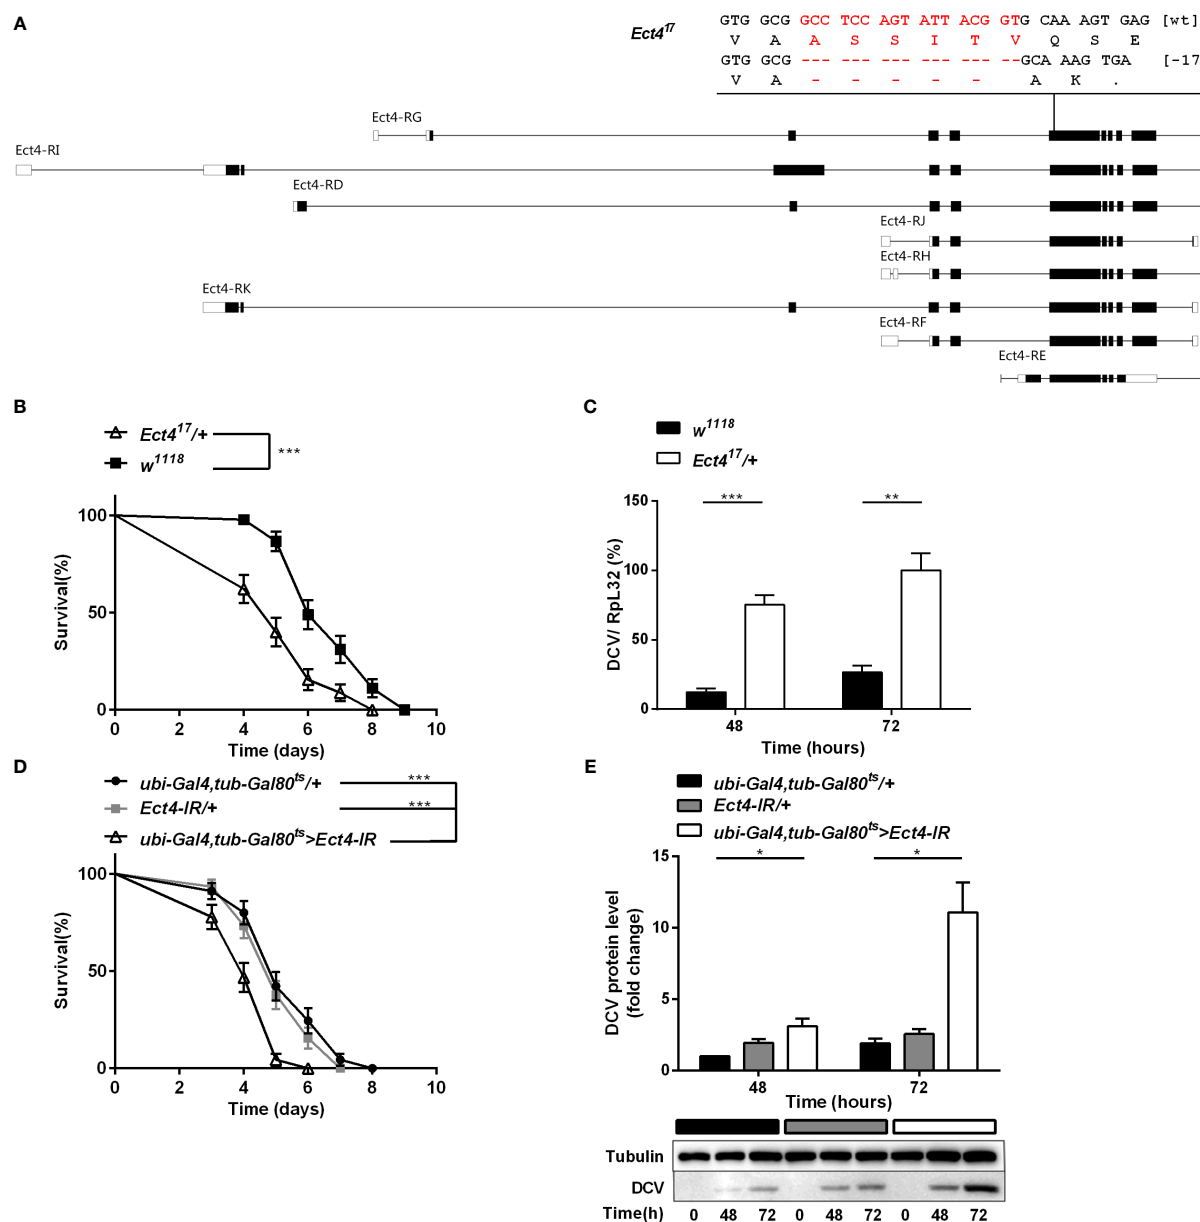 A
Ect4¹⁷
GTG GCG GCC TCC AGT ATT ACG GTG CAA AGT GAG [wt]
V A A S S I T V Q S E
GTG GCG --- --- --- --- --- --GCA AAG TGA [-17
V A - - - - - - A K .
Ect4-RG
Ect4-RI
Ect4-RD
Ect4-RJ
Ect4-RH
Ect4-RK
Ect4-RF
Ect4-RE
B
Ect4¹⁷/+
w¹¹¹⁸
***
Survival(%)
100
50
0
0 2 4 6 8 10
Time (days)
C
w¹¹¹⁸
Ect4¹⁷/+
*** **
DCV/ RpL32 (%)
150
100
50
0
48 72
Time (hours)
D
ubi-Gal4,tub-Gal80ᵗˢ/+ ***
Ect4-IR/+ ***
ubi-Gal4,tub-Gal80ᵗˢ>Ect4-IR
Survival(%)
100
50
0
0 2 4 6 8 10
Time (days)
E
ubi-Gal4,tub-Gal80ᵗˢ/+
Ect4-IR/+
ubi-Gal4,tub-Gal80ᵗˢ>Ect4-IR
* *
DCV protein level
(fold change)
15
10
5
0
48 72
Time (hours)
Tubulin
DCV
Time(h) 0 48 72 0 48 72 0 48 72